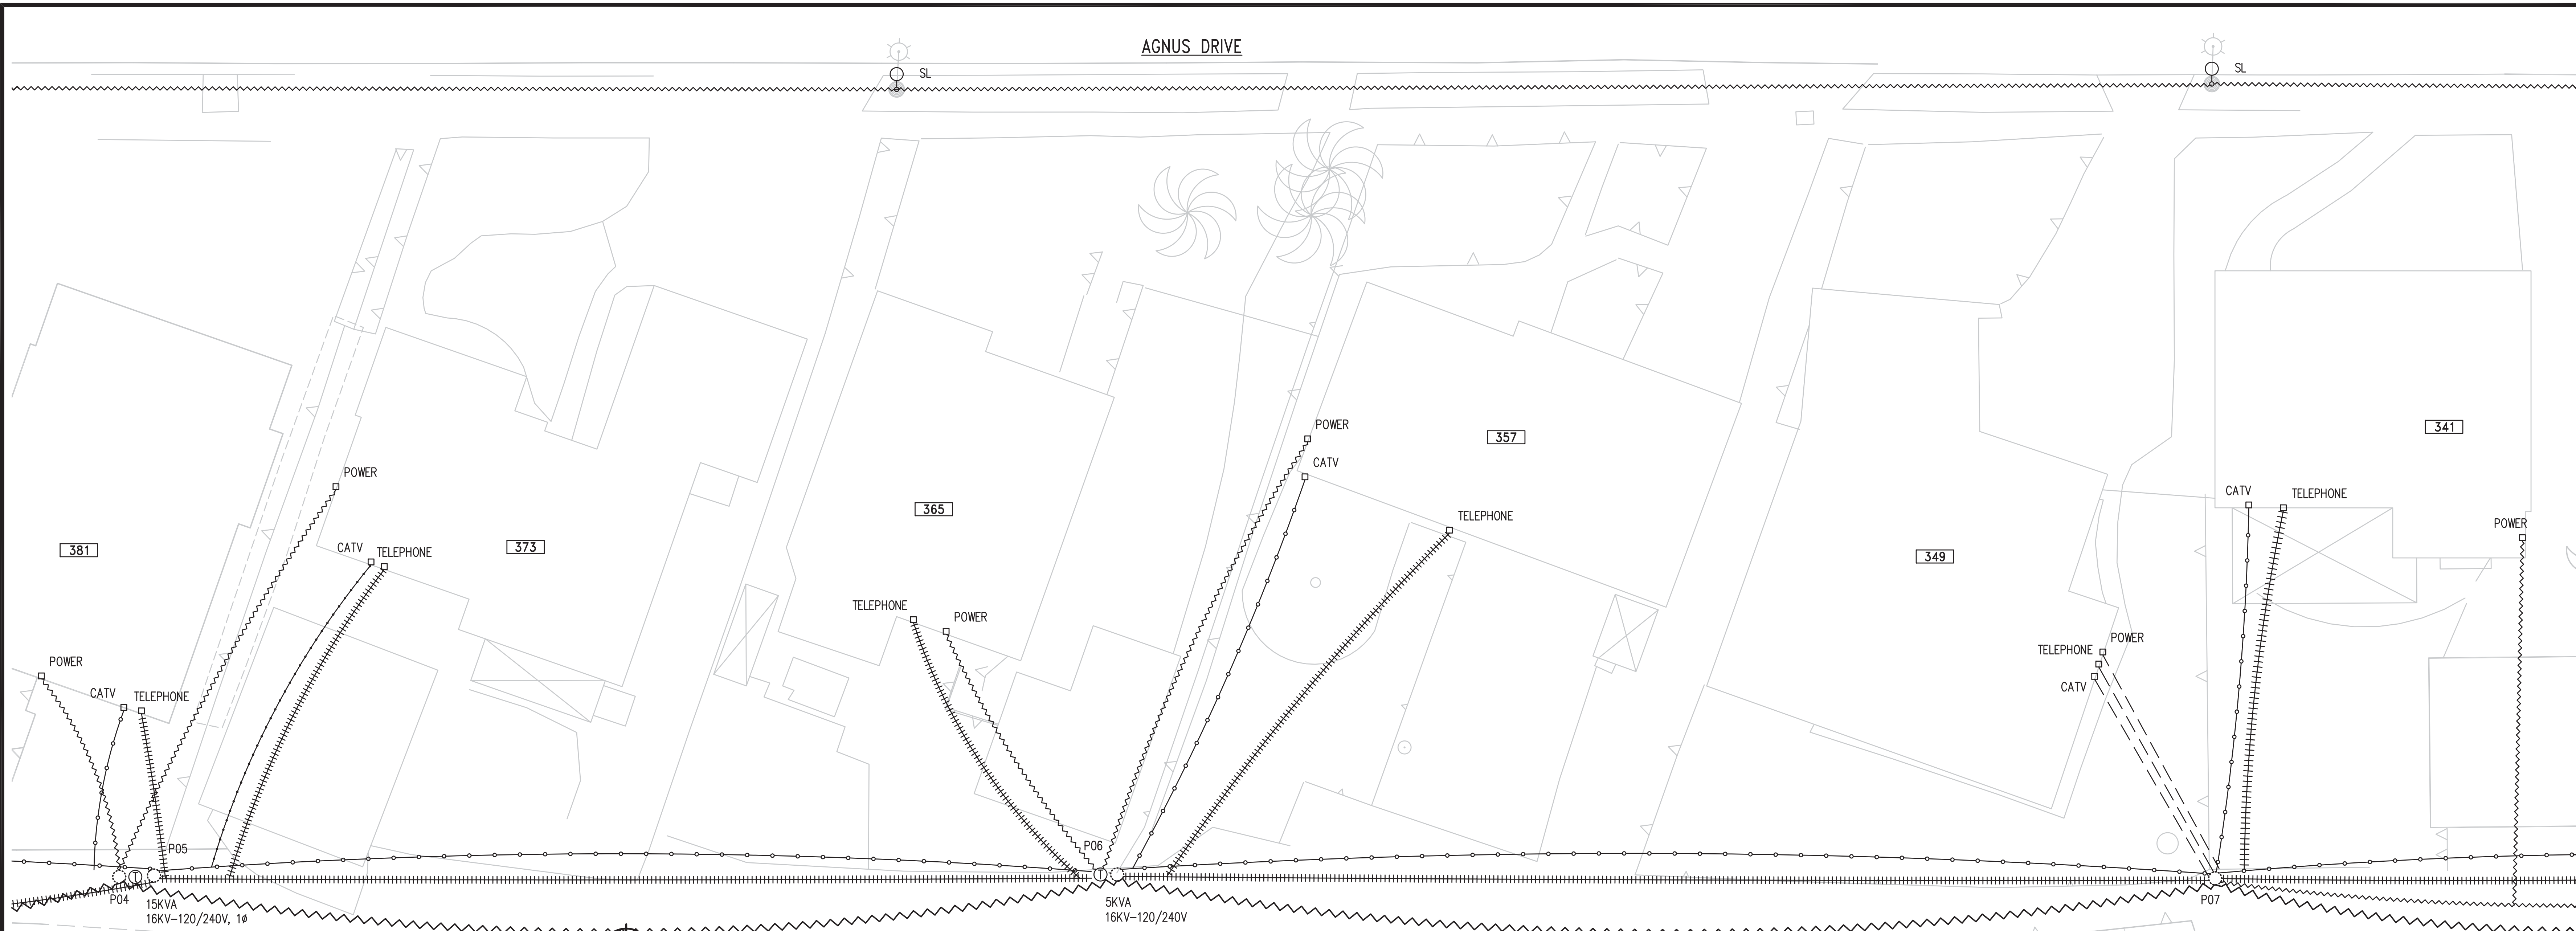 AGNUS DRIVE
SL
SL
POWER
357
341
CATV
POWER
CATV
TELEPHONE
365
TELEPHONE
POWER
381
CATV
TELEPHONE
373
349
TELEPHONE
POWER
POWER
TELEPHONE
POWER
CATV
POWER
CATV
TELEPHONE
P05
P06
T
T
P04
15KVA
16KV-120/240V, 1ø
5KVA
16KV-120/240V
P07